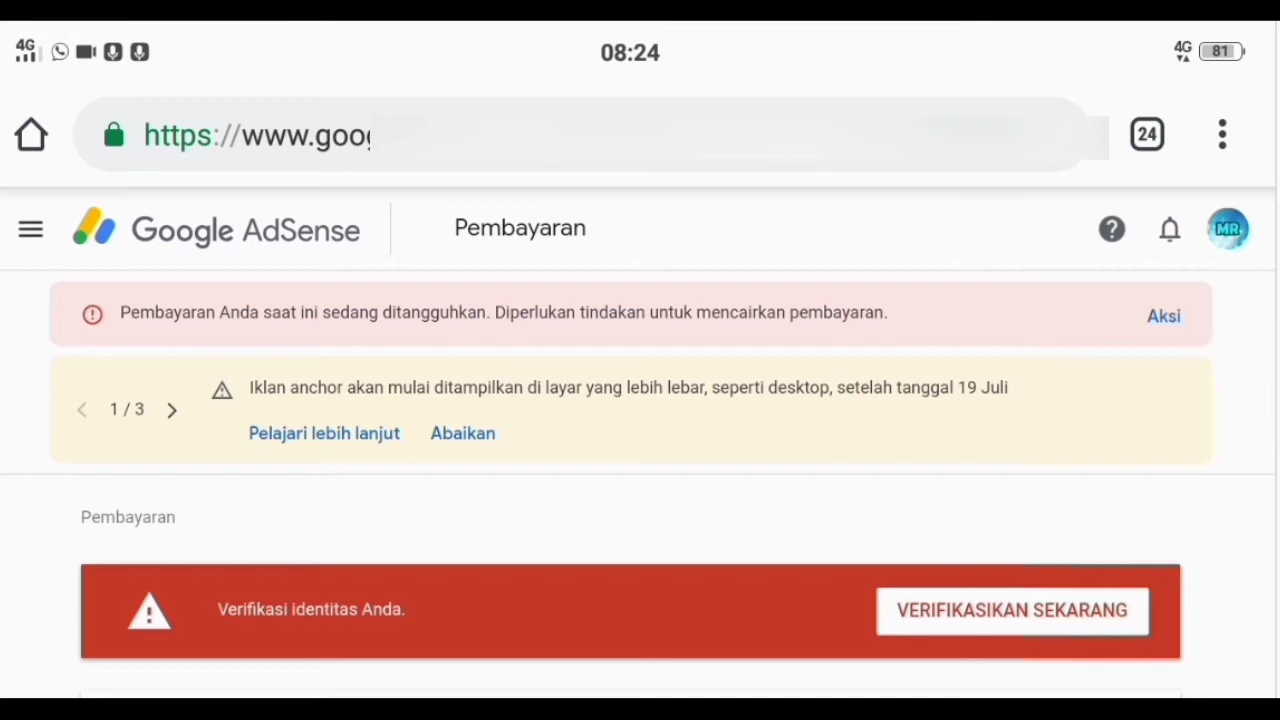 4G 08:24 4G 81
https://www.goo
24
Google AdSense Pembayaran MR
Pembayaran Anda saat ini sedang ditangguhkan. Diperlukan tindakan untuk mencairkan pembayaran. Aksi
Iklan anchor akan mulai ditampilkan di layar yang lebih lebar, seperti desktop, setelah tanggal 19 Juli
1 / 3
Pelajari lebih lanjut Abaikan
Pembayaran
Verifikasi identitas Anda. VERIFIKASIKAN SEKARANG